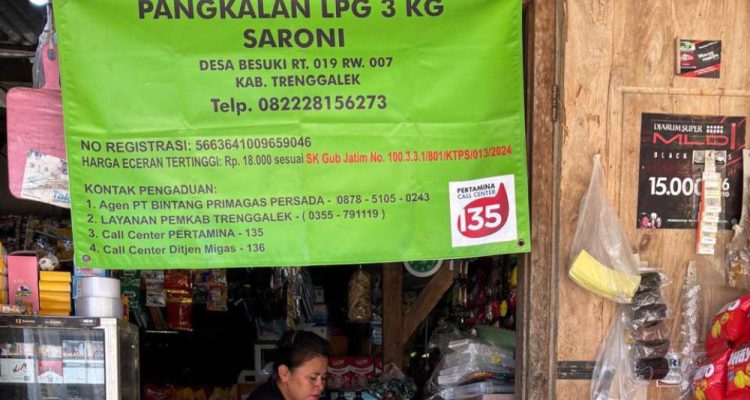 PANGKALAN LPG 3 KG
SARONI
DESA BESUKI RT. 019 RW. 007
KAB. TRENGGALEK
Telp. 082228156273
NO REGISTRASI: 5663641009659046
HARGA ECERAN TERTINGGI: Rp. 18.000 sesuai SK Gub Jatim No. 100.3.3.1/801/KTPS/013/2024
KONTAK PENGADUAN:
1. Agen PT BINTANG PRIMAGAS PERSADA - 0878 - 5105 - 0243
2. LAYANAN PEMKAB TRENGGALEK - ( 0355 - 791119 )
3. Call Center PERTAMINA - 135
4. Call Center Ditjen Migas - 136
PERTAMINA
CALL CENTER
135
DJARUM SUPER
MLD
BLACK
15.000